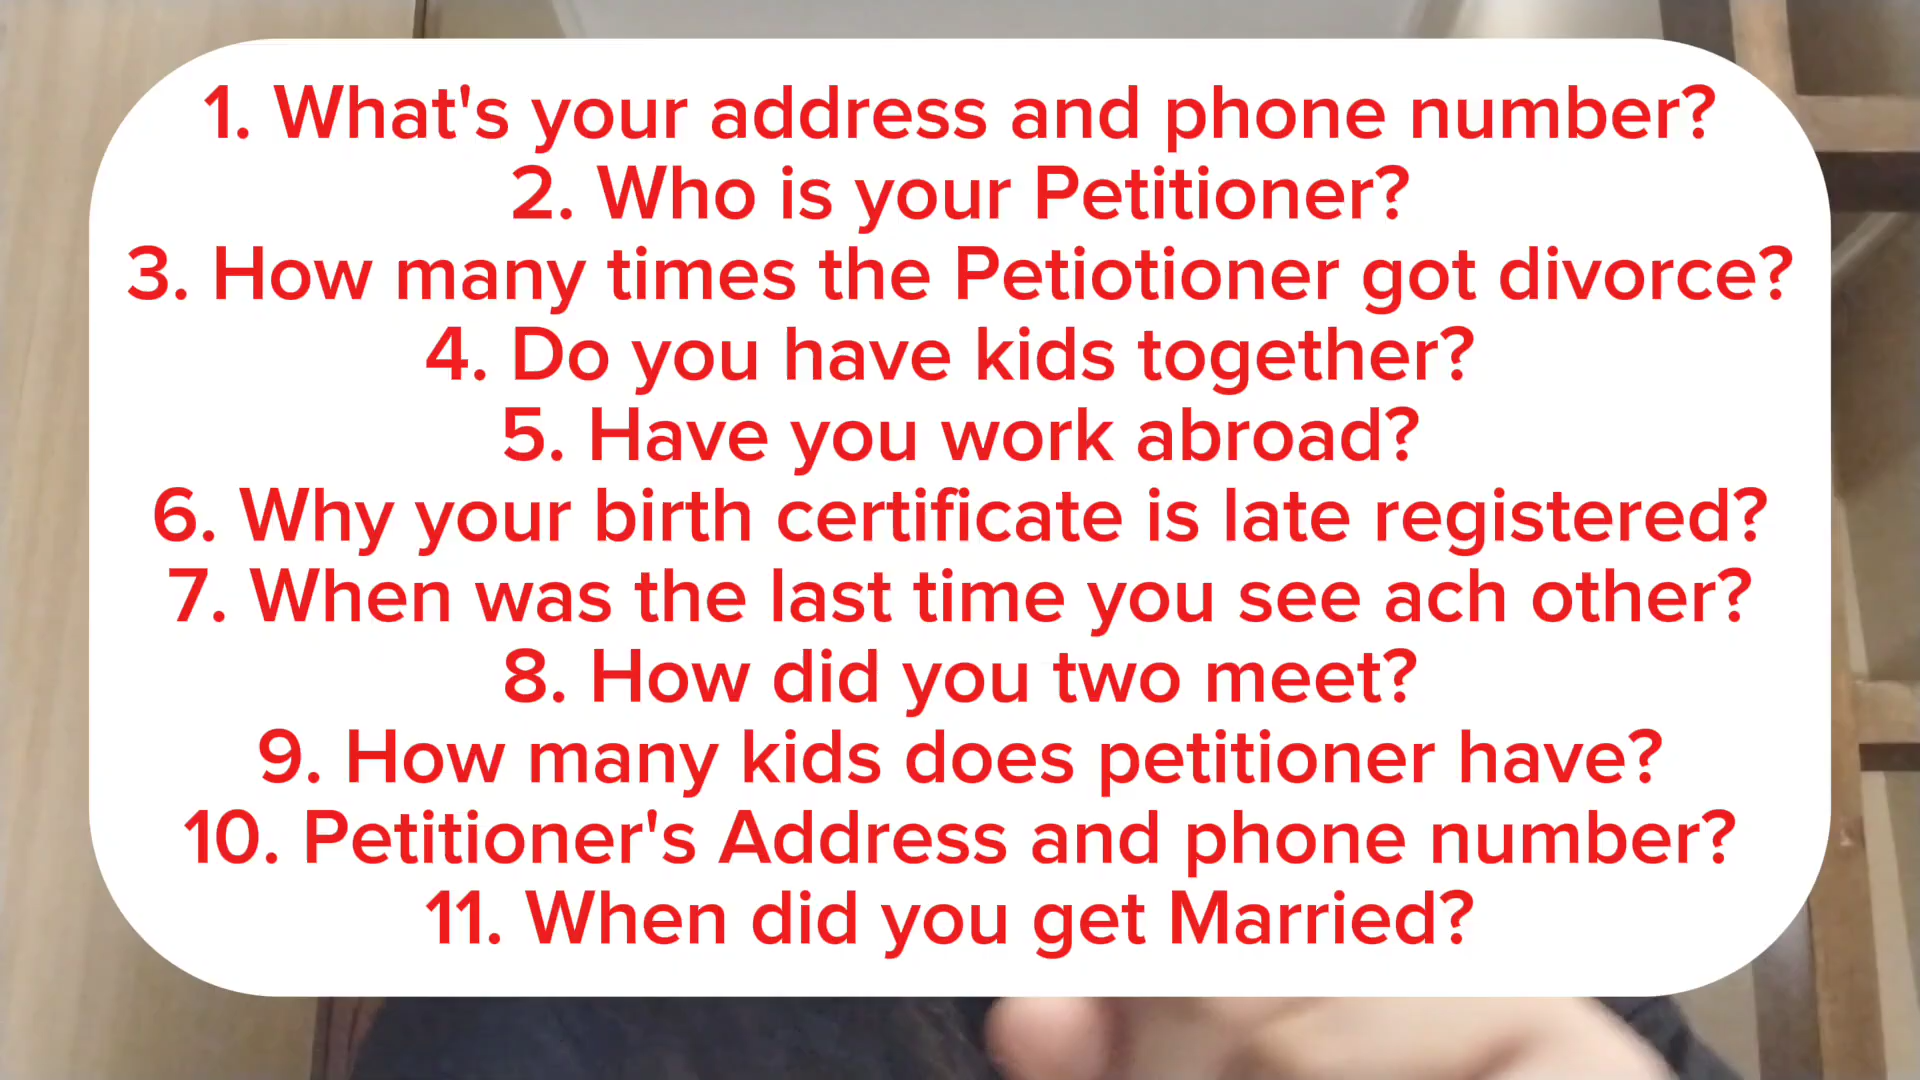 1. What's your address and phone number?
2. Who is your Petitioner?
3. How many times the Petiotioner got divorce?
4. Do you have kids together?
5. Have you work abroad?
6. Why your birth certificate is late registered?
7. When was the last time you see ach other?
8. How did you two meet?
9. How many kids does petitioner have?
10. Petitioner's Address and phone number?
11. When did you get Married?